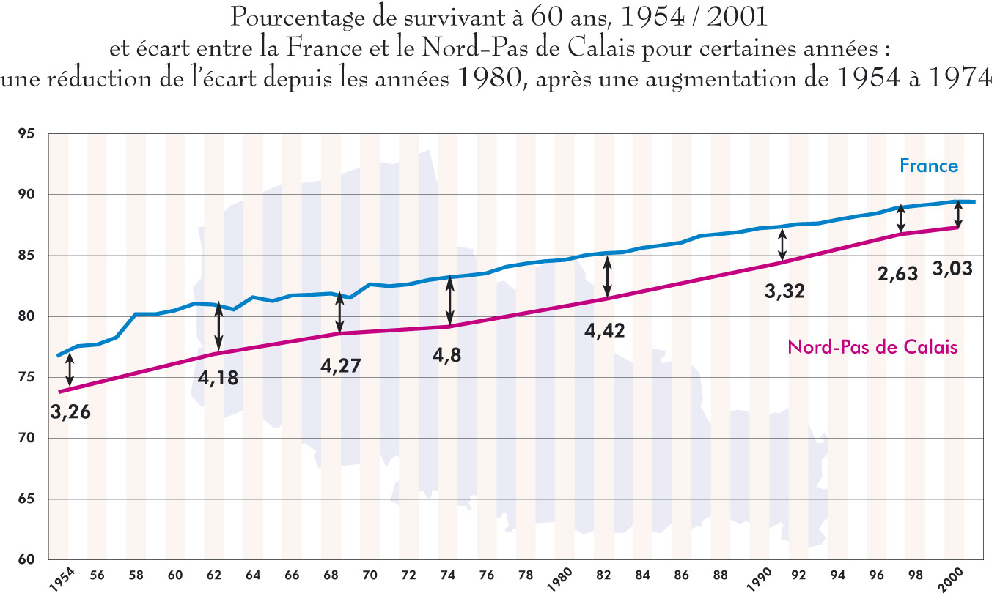 Pourcentage de survivant à 60 ans, 1954 / 2001
et écart entre la France et le Nord-Pas de Calais pour certaines années :
une réduction de l'écart depuis les années 1980, après une augmentation de 1954 à 1974
95
France
90
85
3,03
2,63
3,32
80
4,42
Nord-Pas de Calais
4,8
4,27
4,18
75
3,26
70
65
60
1954 56 58 60 62 64 66 68 70 72 74 76 78 1980 82 84 86 88 1990 92 94 96 98 2000